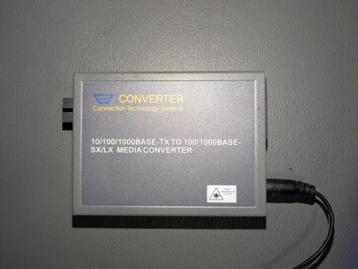 CONVERTER
Connection Technology Systems
10/100/1000BASE-TX TO 100/1000BASE-
SX/LX MEDIA CONVERTER